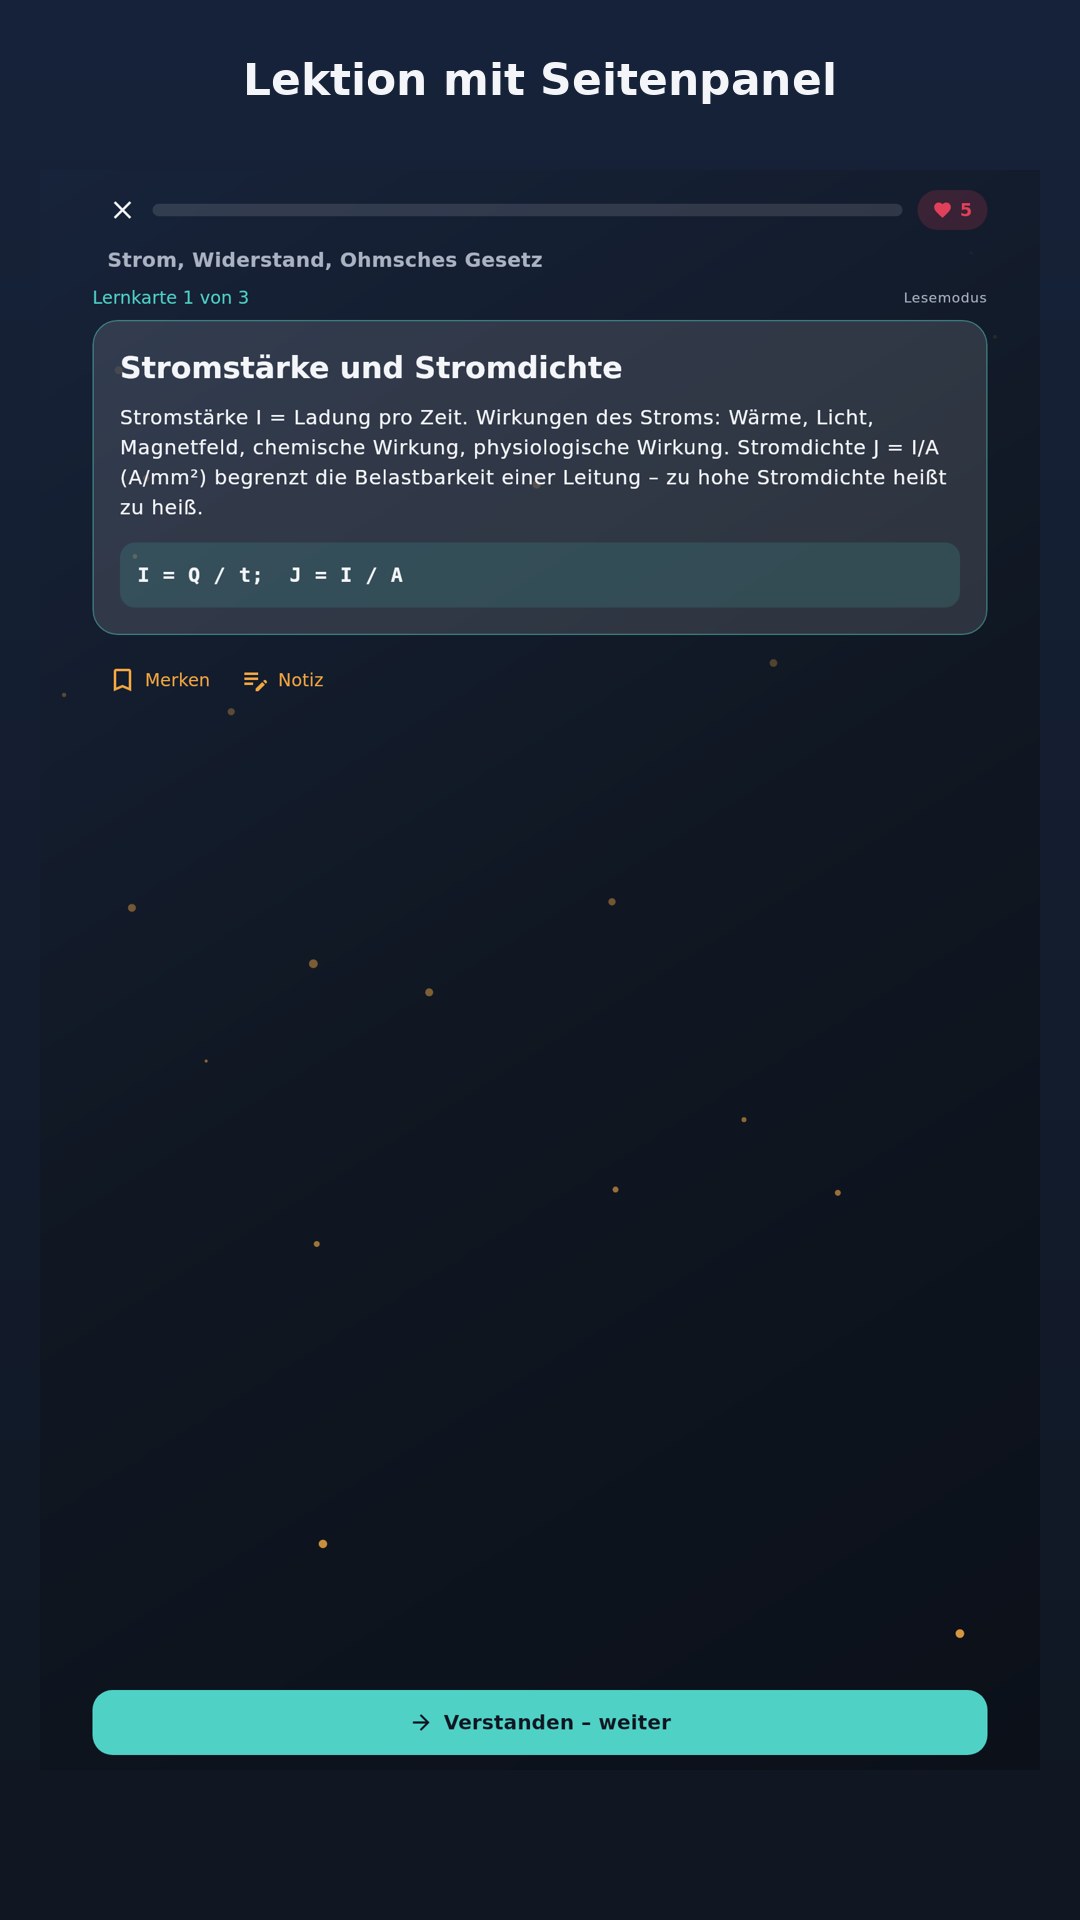 Lektion mit Seitenpanel
5
Strom, Widerstand, Ohmsches Gesetz
Lernkarte 1 von 3
Lesemodus
Stromstärke und Stromdichte
Stromstärke I = Ladung pro Zeit. Wirkungen des Stroms: Wärme, Licht,
Magnetfeld, chemische Wirkung, physiologische Wirkung. Stromdichte J = I/A
(A/mm²) begrenzt die Belastbarkeit einer Leitung – zu hohe Stromdichte heißt
zu heiß.
I = Q / t;  J = I / A
Merken
Notiz
Verstanden – weiter